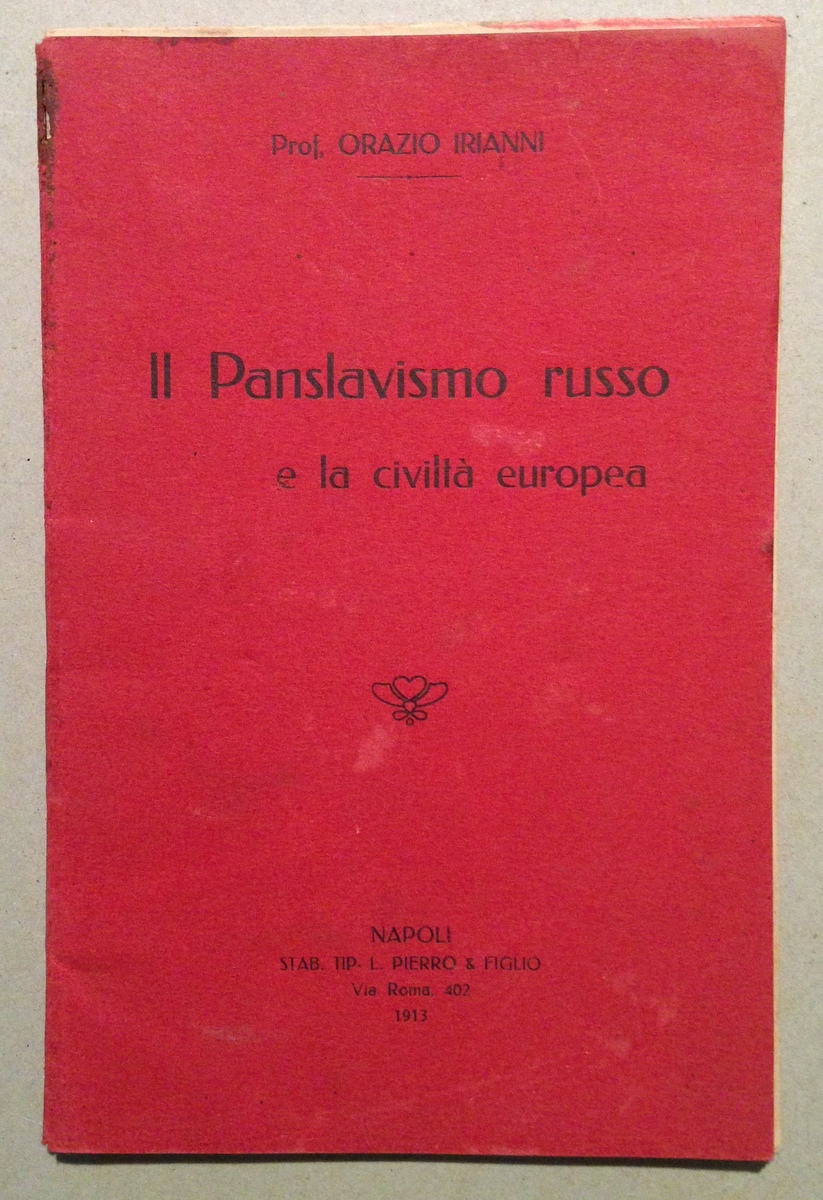 Prof. ORAZIO IRIANNI
Il Panslavismo russo
e la civiltà europea
NAPOLI
STAB. TIP. L. PIERRO & FIGLIO
Via Roma, 402
1913